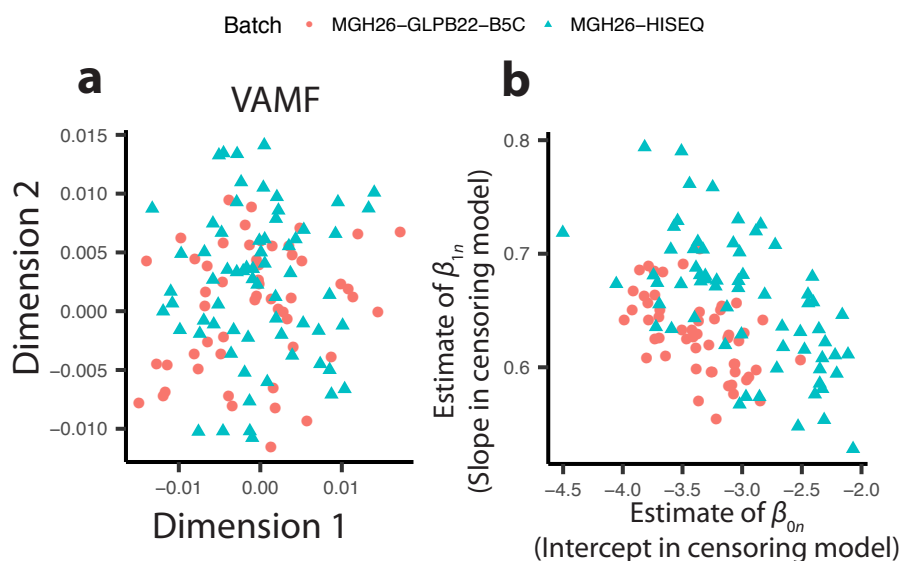 Batch MGH26−GLPB22−B5C MGH26−HISEQ
a
VAMF
0.015
0.010
0.005
0.000
−0.005
−0.010
Dimension 2
−0.01 0.00 0.01
Dimension 1
b
0.8
0.7
0.6
Estimate of β1n
(Slope in censoring model)
−4.5 −4.0 −3.5 −3.0 −2.5 −2.0
Estimate of β0n
(Intercept in censoring model)